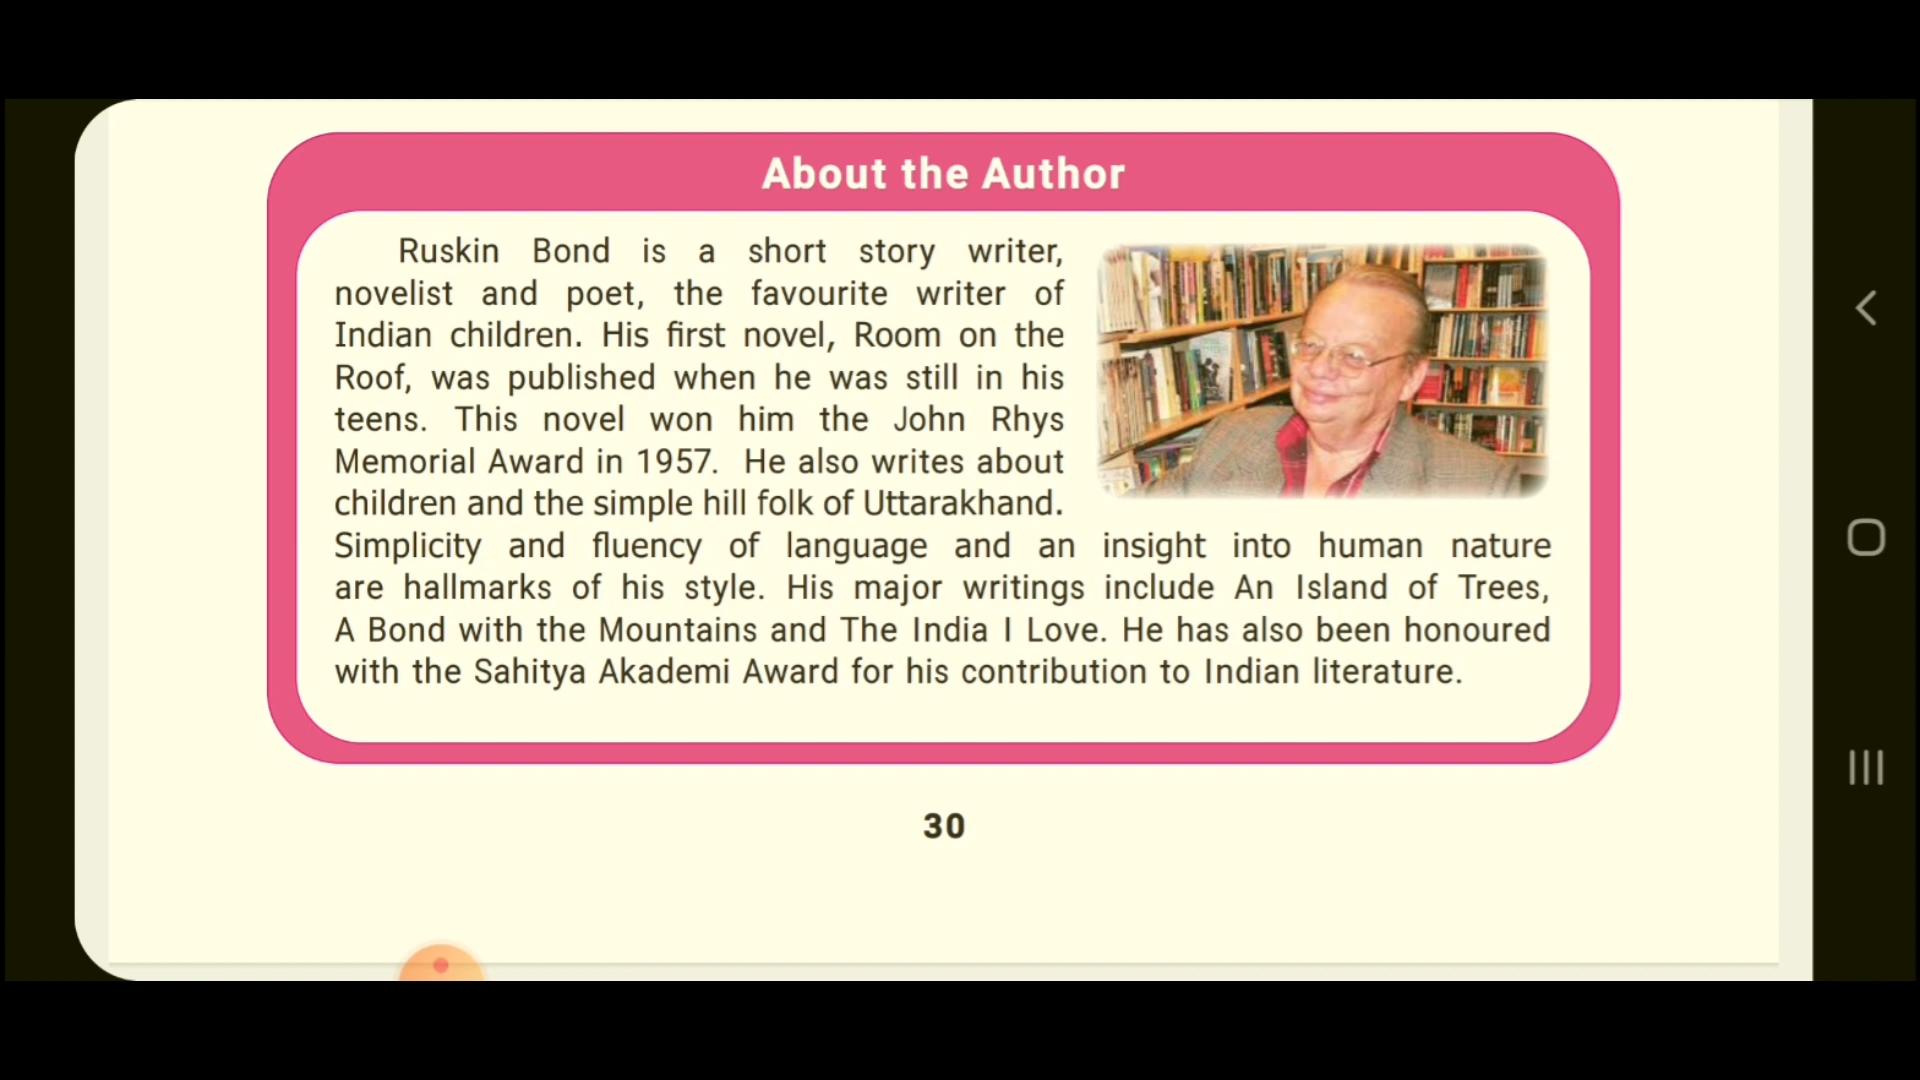 About the Author
Ruskin Bond is a short story writer,
novelist and poet, the favourite writer of
Indian children. His first novel, Room on the
Roof, was published when he was still in his
teens. This novel won him the John Rhys
Memorial Award in 1957. He also writes about
children and the simple hill folk of Uttarakhand.
Simplicity and fluency of language and an insight into human nature
are hallmarks of his style. His major writings include An Island of Trees,
A Bond with the Mountains and The India I Love. He has also been honoured
with the Sahitya Akademi Award for his contribution to Indian literature.
30